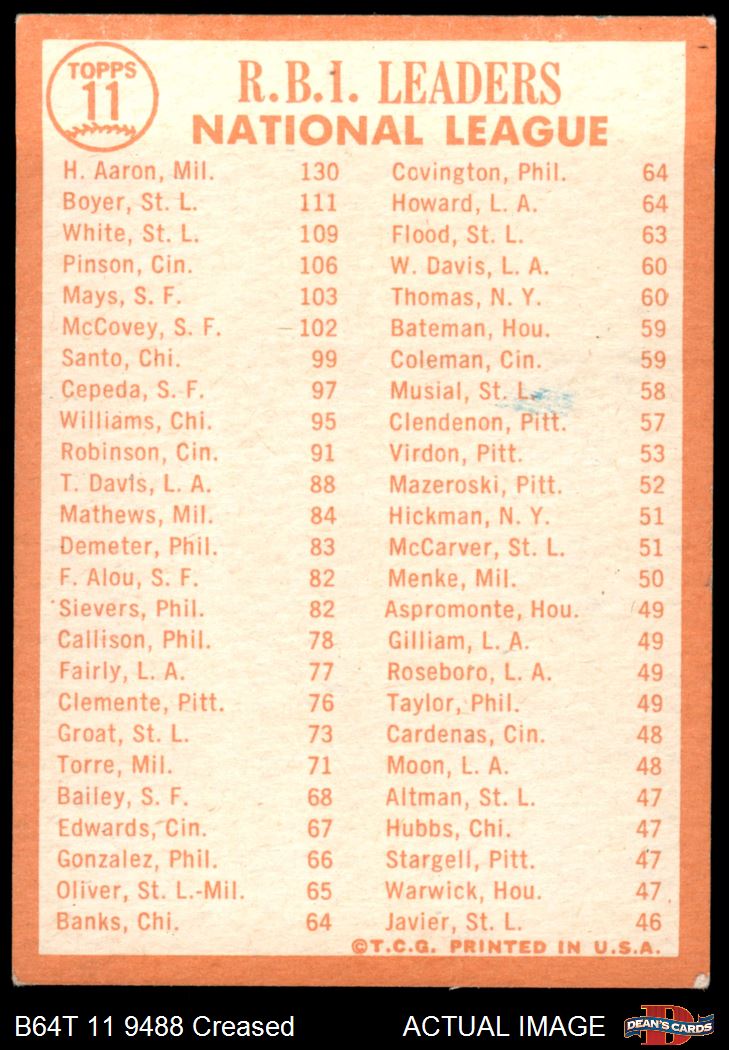 TOPPS
11
R.B.I. LEADERS
NATIONAL LEAGUE
H. Aaron, Mil. 130
Boyer, St. L. 111
White, St. L. 109
Pinson, Cin. 106
Mays, S. F. 103
McCovey, S. F. 102
Santo, Chi. 99
Cepeda, S. F. 97
Williams, Chi. 95
Robinson, Cin. 91
T. Davis, L. A. 88
Mathews, Mil. 84
Demeter, Phil. 83
F. Alou, S. F. 82
Sievers, Phil. 82
Callison, Phil. 78
Fairly, L. A. 77
Clemente, Pitt. 76
Groat, St. L. 73
Torre, Mil. 71
Bailey, S. F. 68
Edwards, Cin. 67
Gonzalez, Phil. 66
Oliver, St. L.-Mil. 65
Banks, Chi. 64
Covington, Phil. 64
Howard, L. A. 64
Flood, St. L. 63
W. Davis, L. A. 60
Thomas, N. Y. 60
Bateman, Hou. 59
Coleman, Cin. 59
Musial, St. L. 58
Clendenon, Pitt. 57
Virdon, Pitt. 53
Mazeroski, Pitt. 52
Hickman, N. Y. 51
McCarver, St. L. 51
Menke, Mil. 50
Aspromonte, Hou. 49
Gilliam, L. A. 49
Roseboro, L. A. 49
Taylor, Phil. 49
Cardenas, Cin. 48
Moon, L. A. 48
Altman, St. L. 47
Hubbs, Chi. 47
Stargell, Pitt. 47
Warwick, Hou. 47
Javier, St. L. 46
©T.C.G. PRINTED IN U.S.A.
B64T 11 9488 Creased ACTUAL IMAGE
D
DEAN'S CARDS